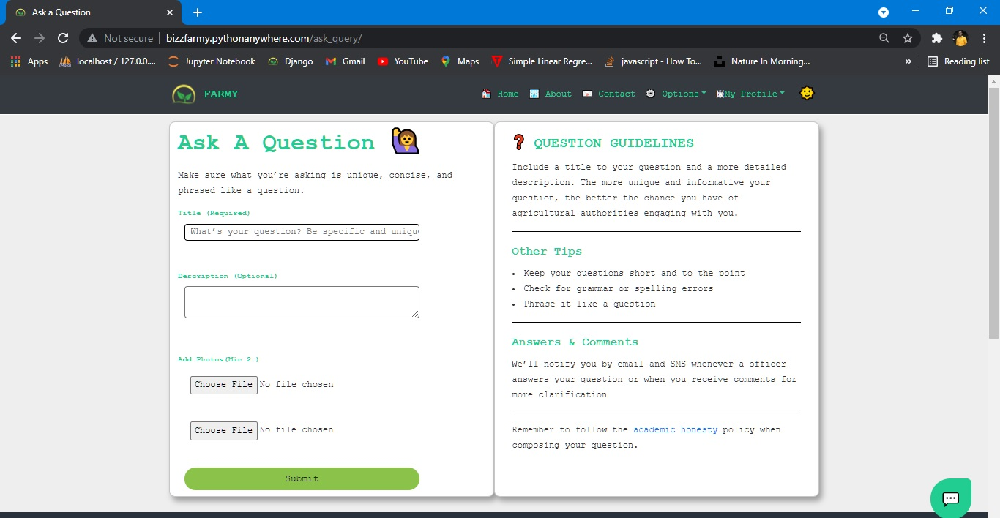 Ask a Question
Not secure
bizzfarmy.pythonanywhere.com/ask_query/
Apps
localhost / 127.0.0....
Jupyter Notebook
Django
Gmail
YouTube
Maps
Simple Linear Regre...
javascript - How To...
Nature In Morning...
»
Reading list
FARMY
Home
About
Contact
Options
My Profile
Ask A Question
Make sure what you're asking is unique, concise, and
phrased like a question.
Title (Required)
What's your question? Be specific and uniqu
Description (Optional)
Add Photos(Min 2.)
Choose File No file chosen
Choose File No file chosen
Submit
QUESTION GUIDELINES
Include a title to your question and a more detailed
description. The more unique and informative your
question, the better the chance you have of
agricultural authorities engaging with you.
Other Tips
• Keep your questions short and to the point
• Check for grammar or spelling errors
• Phrase it like a question
Answers & Comments
We'll notify you by email and SMS whenever a officer
answers your question or when you receive comments for
more clarification
Remember to follow the academic honesty policy when
composing your question.